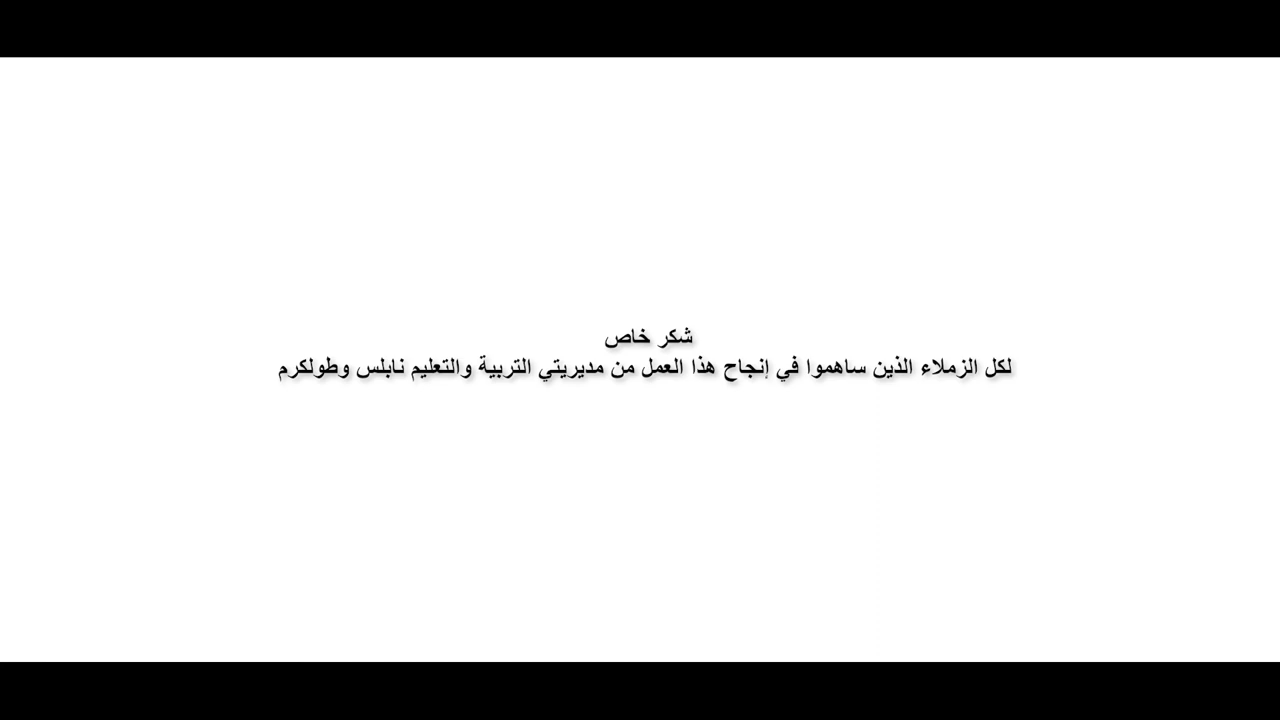 شكر خاص
لكل الزملاء الذين ساهموا في إنجاح هذا العمل من مديريتي التربية والتعليم نابلس وطولكرم